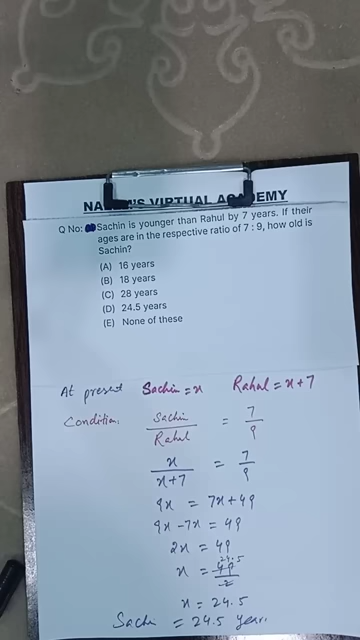 VIRTUAL
Q No: Sachin is younger than Rahul by 7 years. If their
ages are in the respective ratio of 7 : 9, how old is
Sachin?
(A) 16 years
(B) 18 years
(C) 28 years
(D) 24.5 years
(E) None of these
At present Sachin = x Rahul = x + 7
Condition, Sachin / Rahul = 7 / 9
x / x + 7 = 7 / 9
9x = 7x + 49
9x - 7x = 49
2x = 49
x = 49 / 2 24.5
x = 24.5
Sachin = 24.5 years.